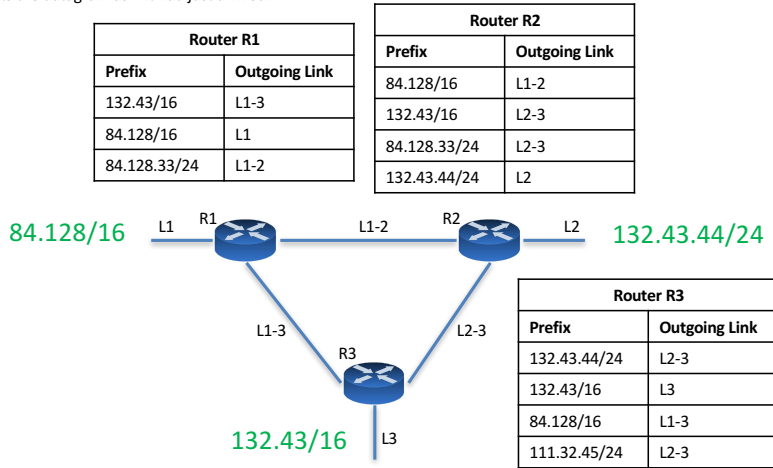 Router R1
Prefix Outgoing Link
132.43/16 L1-3
84.128/16 L1
84.128.33/24 L1-2
Router R2
Prefix Outgoing Link
84.128/16 L1-2
132.43/16 L2-3
84.128.33/24 L2-3
132.43.44/24 L2
84.128/16 L1 R1 L1-2 R2 L2 132.43.44/24
L1-3 L2-3
R3
132.43/16 L3
Router R3
Prefix Outgoing Link
132.43.44/24 L2-3
132.43/16 L3
84.128/16 L1-3
111.32.45/24 L2-3